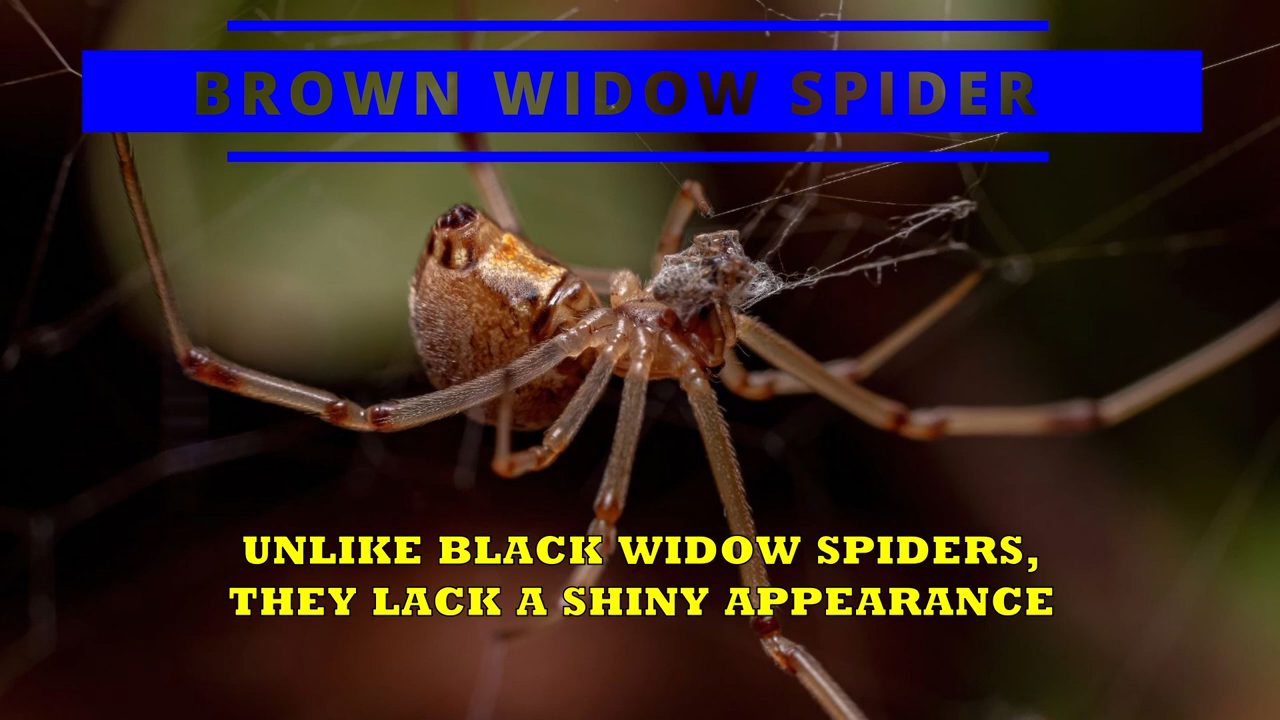 BROWN WIDOW SPIDER
UNLIKE BLACK WIDOW SPIDERS,
THEY LACK A SHINY APPEARANCE